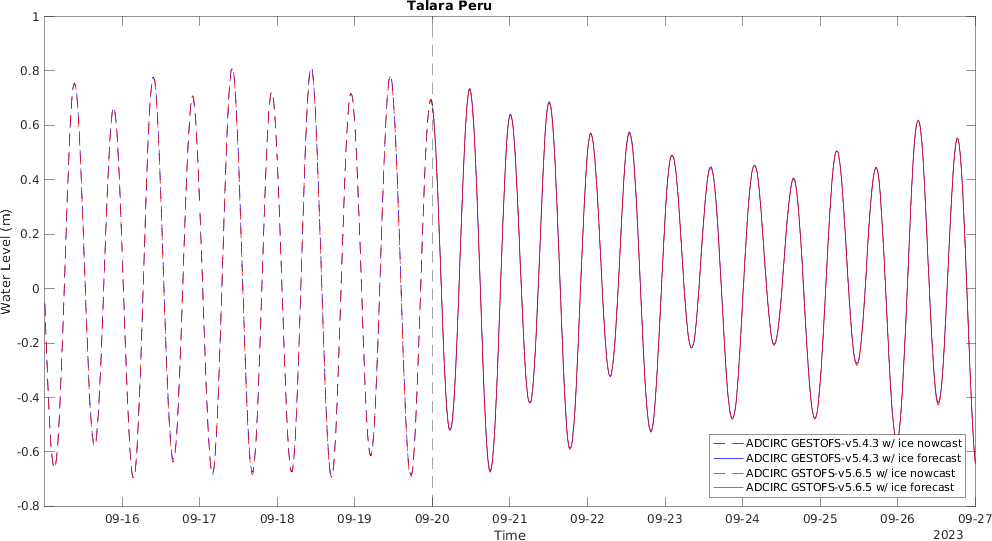 Talara Peru
Water Level (m)
1
0.8
0.6
0.4
0.2
0
-0.2
-0.4
-0.6
-0.8
ADCIRC GESTOFS-v5.4.3 w/ ice nowcast
ADCIRC GESTOFS-v5.4.3 w/ ice forecast
ADCIRC GSTOFS-v5.6.5 w/ ice nowcast
ADCIRC GSTOFS-v5.6.5 w/ ice forecast
09-16 09-17 09-18 09-19 09-20 09-21 09-22 09-23 09-24 09-25 09-26 09-27
Time
2023